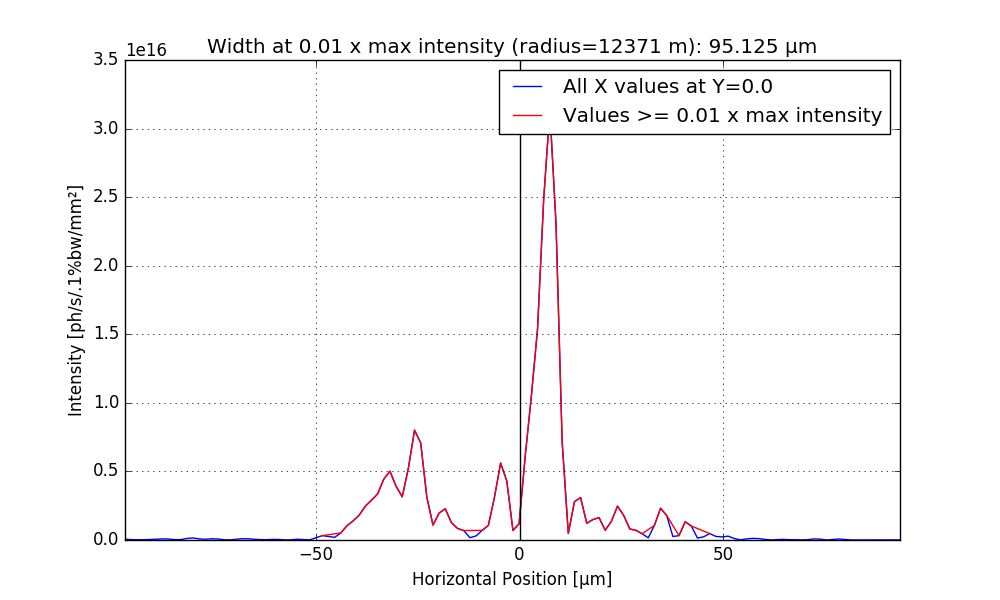 Width at 0.01 x max intensity (radius=12371 m): 95.125 μm
1e16
3.5
3.0
2.5
2.0
1.5
1.0
0.5
0.0
Intensity [ph/s/.1%bw/mm²]
All X values at Y=0.0
Values >= 0.01 x max intensity
−50
0
50
Horizontal Position [μm]